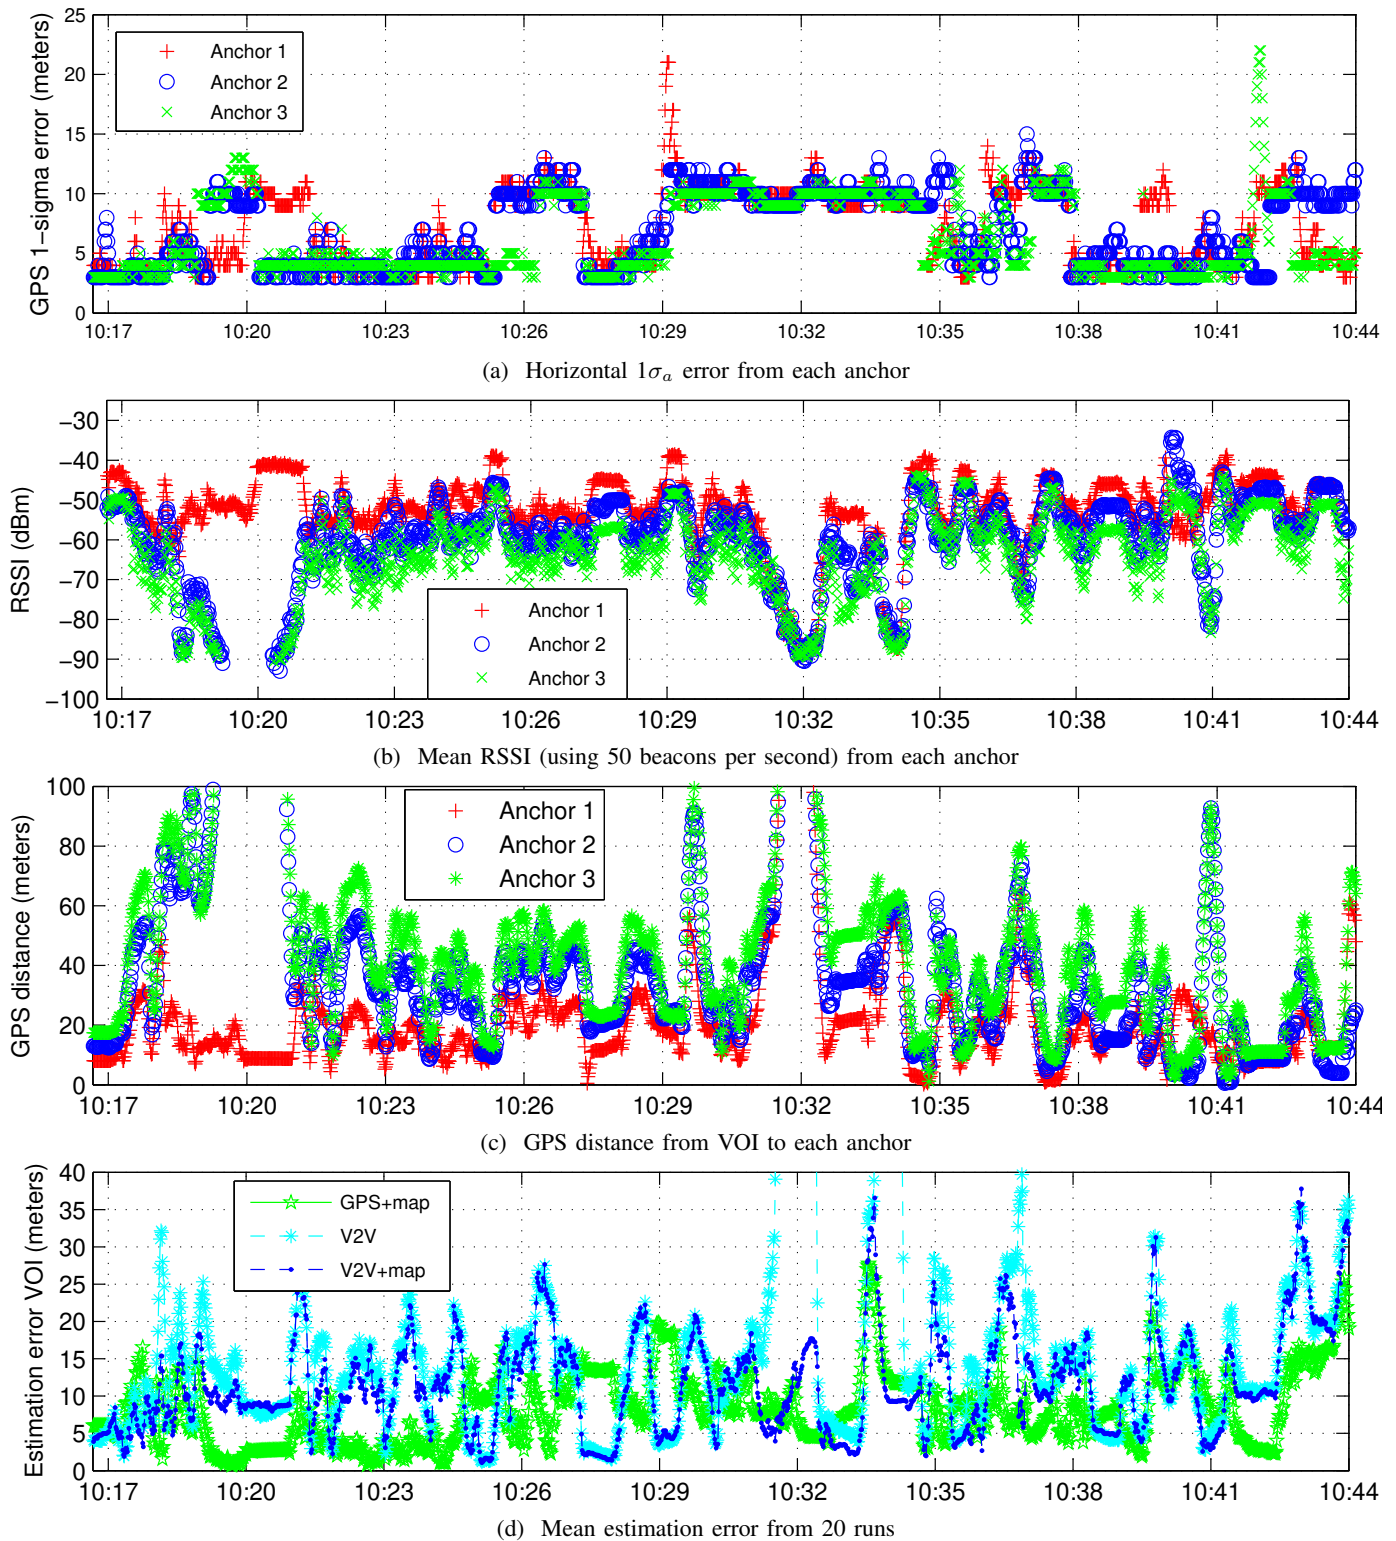 GPS 1−sigma error (meters)
25
20
15
10
5
0
Anchor 1
Anchor 2
Anchor 3
10:17 10:20 10:23 10:26 10:29 10:32 10:35 10:38 10:41 10:44
(a) Horizontal 1σₐ error from each anchor
RSSI (dBm)
−30
−40
−50
−60
−70
−80
−90
−100
Anchor 1
Anchor 2
Anchor 3
10:17 10:20 10:23 10:26 10:29 10:32 10:35 10:38 10:41 10:44
(b) Mean RSSI (using 50 beacons per second) from each anchor
GPS distance (meters)
100
80
60
40
20
0
Anchor 1
Anchor 2
Anchor 3
10:17 10:20 10:23 10:26 10:29 10:32 10:35 10:38 10:41 10:44
(c) GPS distance from VOI to each anchor
Estimation error VOI (meters)
40
35
30
25
20
15
10
5
0
GPS+map
V2V
V2V+map
10:17 10:20 10:23 10:26 10:29 10:32 10:35 10:38 10:41 10:44
(d) Mean estimation error from 20 runs